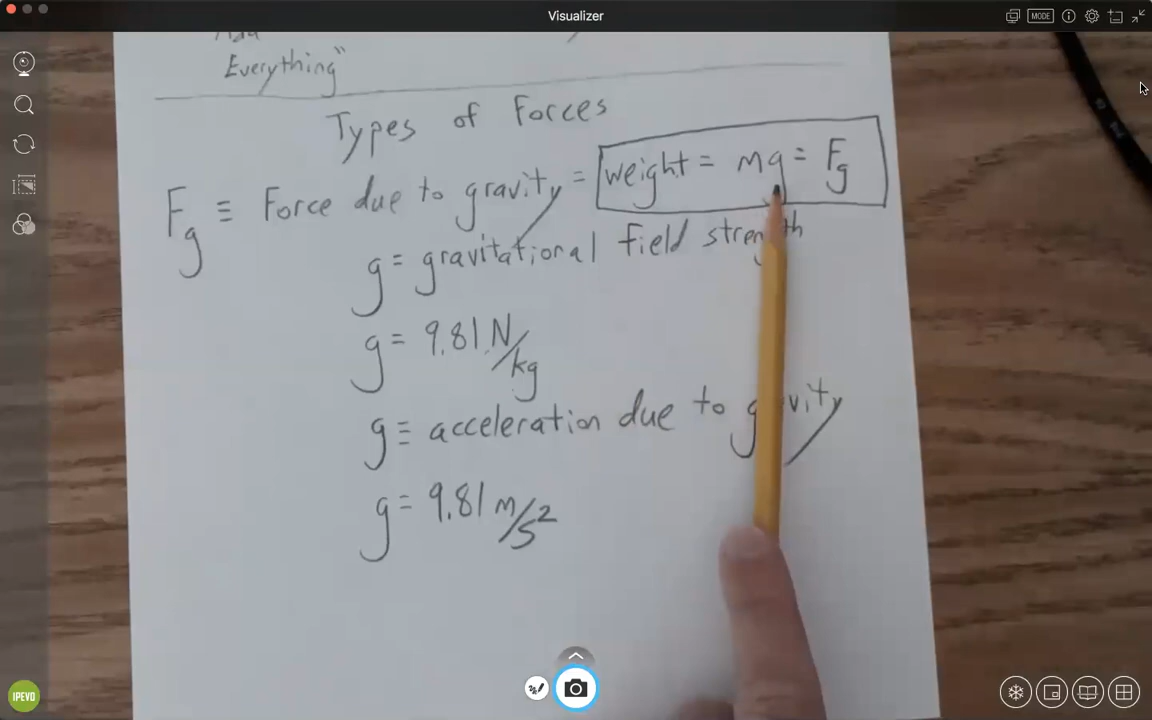 Visualizer
MODE
Everything"
Types of Forces
Fg ≡ Force due to gravity = weight = mg = Fg
g = gravitational field strength
g = 9.81 N/kg
g ≡ acceleration due to gravity
g = 9.81 m/s²
IPEVO